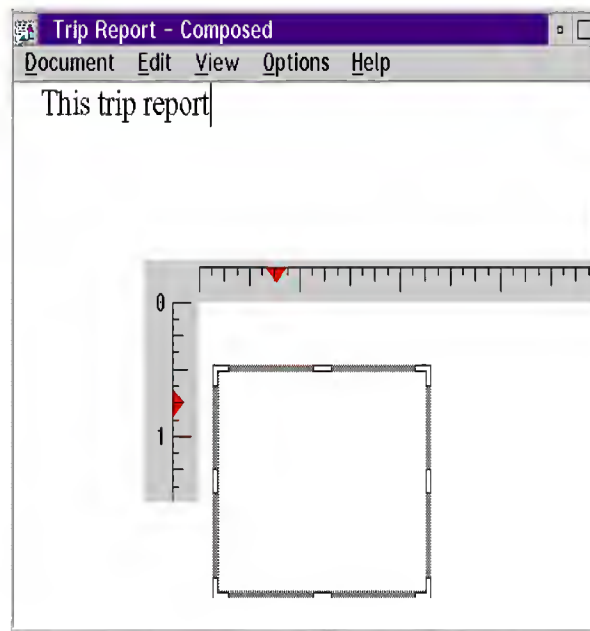 Trip Report - Composed
Document Edit View Options Help
This trip report
0
1